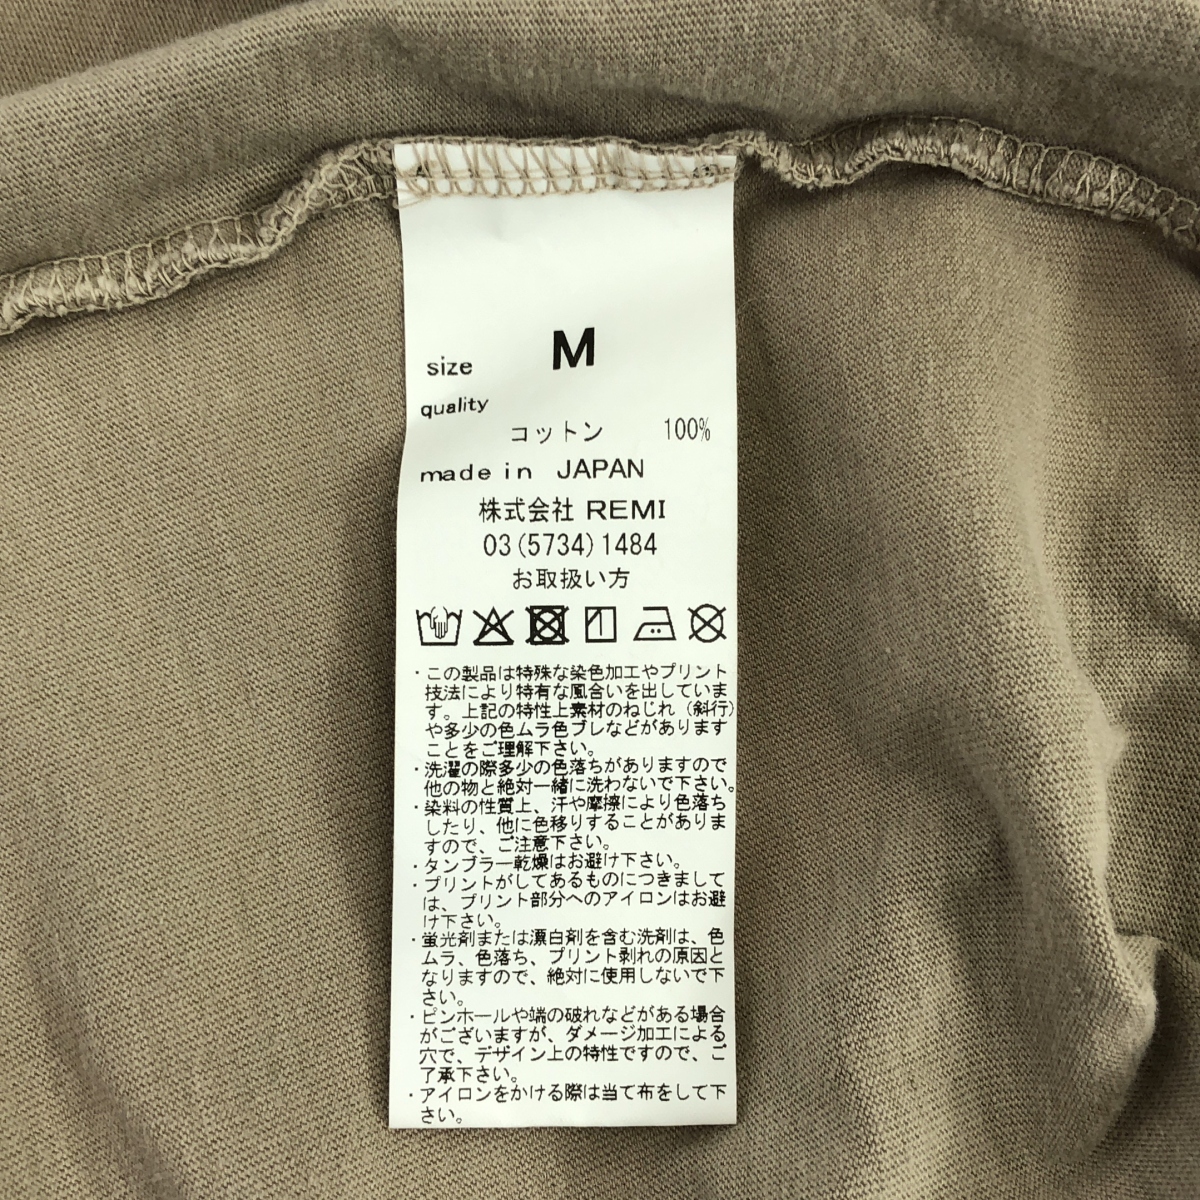 size M
quality
コットン 100%
made in JAPAN
株式会社 REMI
03(5734)1484
お取扱い方
・この製品は特殊な染色加工やプリント
技法により特有な風合いを出していま
す。上記の特性上素材のねじれ（斜行）
や多少の色ムラ色ブレなどがあります
ことをご理解下さい。
・洗濯の際多少の色落ちがありますので
他の物と絶対一緒に洗わないで下さい。
・染料の性質上、汗や摩擦により色落ち
したり、他に色移りすることがありま
すので、ご注意下さい。
・タンブラー乾燥はお避け下さい。
・プリントがしてあるものにつきまして
は、プリント部分へのアイロンはお避
け下さい。
・蛍光剤または漂白剤を含む洗剤は、色
ムラ、色落ち、プリント剥れの原因と
なりますので、絶対に使用しないで下
さい。
・ピンホールや端の破れなどがある場合
がございますが、ダメージ加工による
穴で、デザイン上の特性ですので、ご
了承下さい。
・アイロンをかける際は当て布をして下
さい。